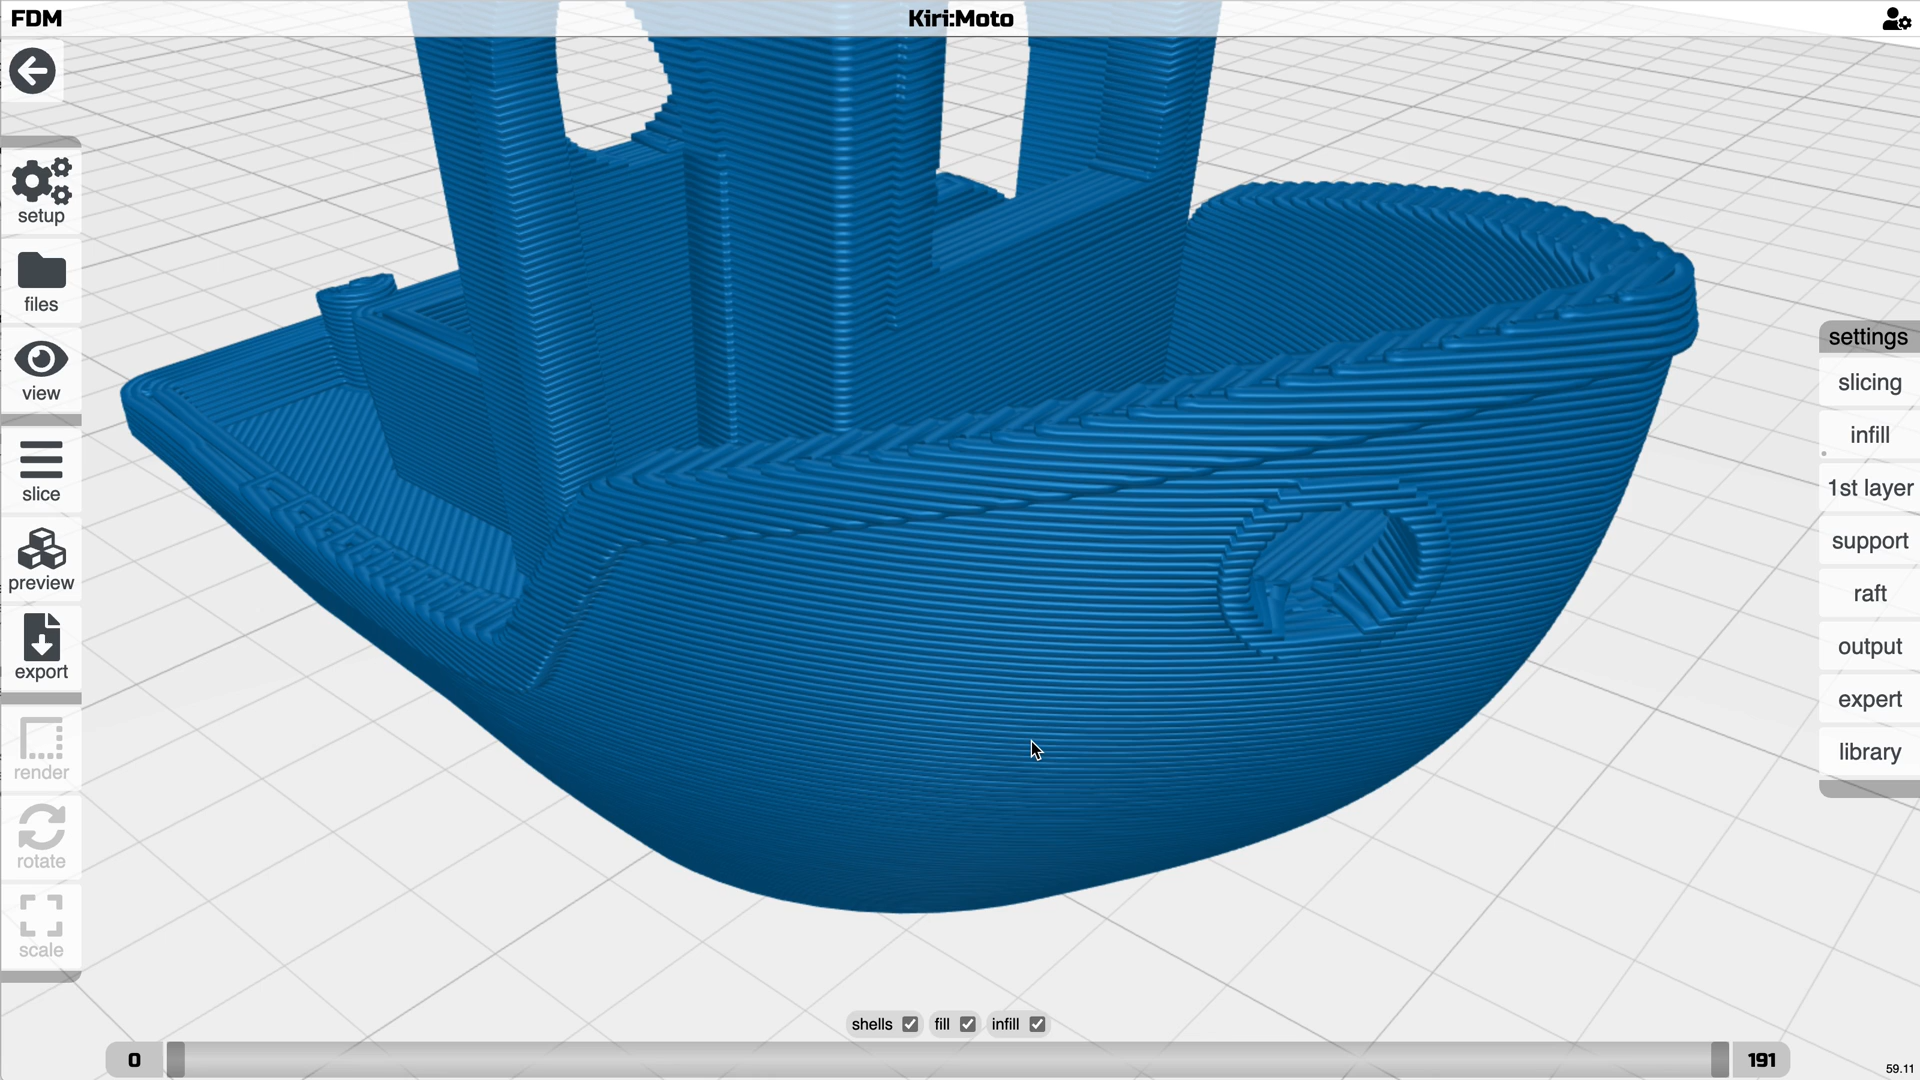 FDM
Kiri:Moto
setup
files
view
slice
preview
export
render
rotate
scale
settings
slicing
infill
1st layer
support
raft
output
expert
library
shells fill infill
0
191
59.11